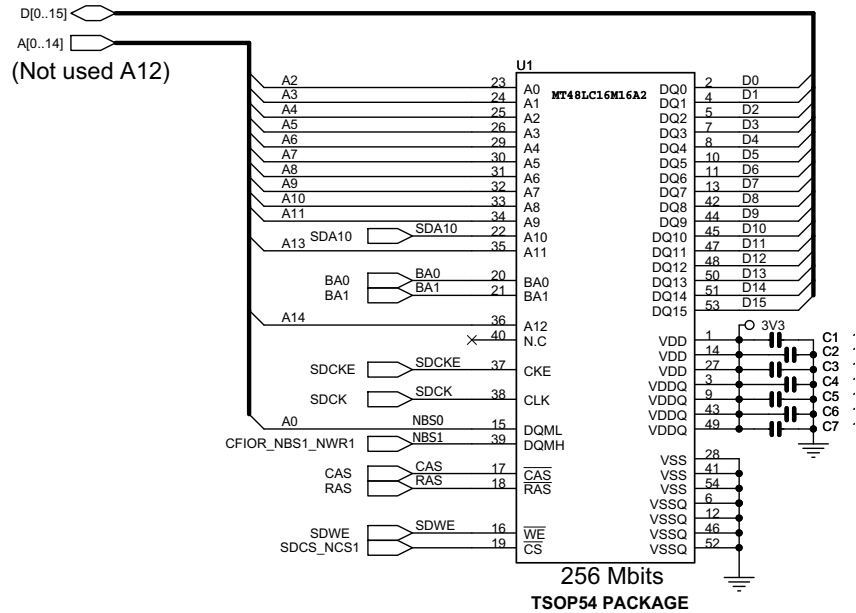 D[0..15]
A[0..14]
(Not used A12)
U1
MT48LC16M16A2
A2 23 A0 DQ0 2 D0
A3 24 A1 DQ1 4 D1
A4 25 A2 DQ2 5 D2
A5 26 A3 DQ3 7 D3
A6 29 A4 DQ4 8 D4
A7 30 A5 DQ5 10 D5
A8 31 A6 DQ6 11 D6
A9 32 A7 DQ7 13 D7
A10 33 A8 DQ8 42 D8
A11 34 A9 DQ9 44 D9
SDA10 SDA10 22 A10 DQ10 45 D10
A13 35 A11 DQ11 47 D11
DQ12 48 D12
BA0 BA0 20 BA0 DQ13 50 D13
BA1 BA1 21 BA1 DQ14 51 D14
DQ15 53 D15
A14 36 A12
3V3
40 N.C VDD 1 C1
VDD 14 C2
SDCKE SDCKE 37 CKE VDD 27 C3
VDDQ 3 C4
SDCK SDCK 38 CLK VDDQ 9 C5
VDDQ 43 C6
A0 NBS0 15 DQML VDDQ 49 C7
CFIOR_NBS1_NWR1 NBS1 39 DQMH
VSS 28
CAS CAS 17 CAS VSS 41
RAS RAS 18 RAS VSS 54
VSSQ 6
VSSQ 12
SDWE SDWE 16 WE VSSQ 46
SDCS_NCS1 19 CS VSSQ 52
256 Mbits
TSOP54 PACKAGE